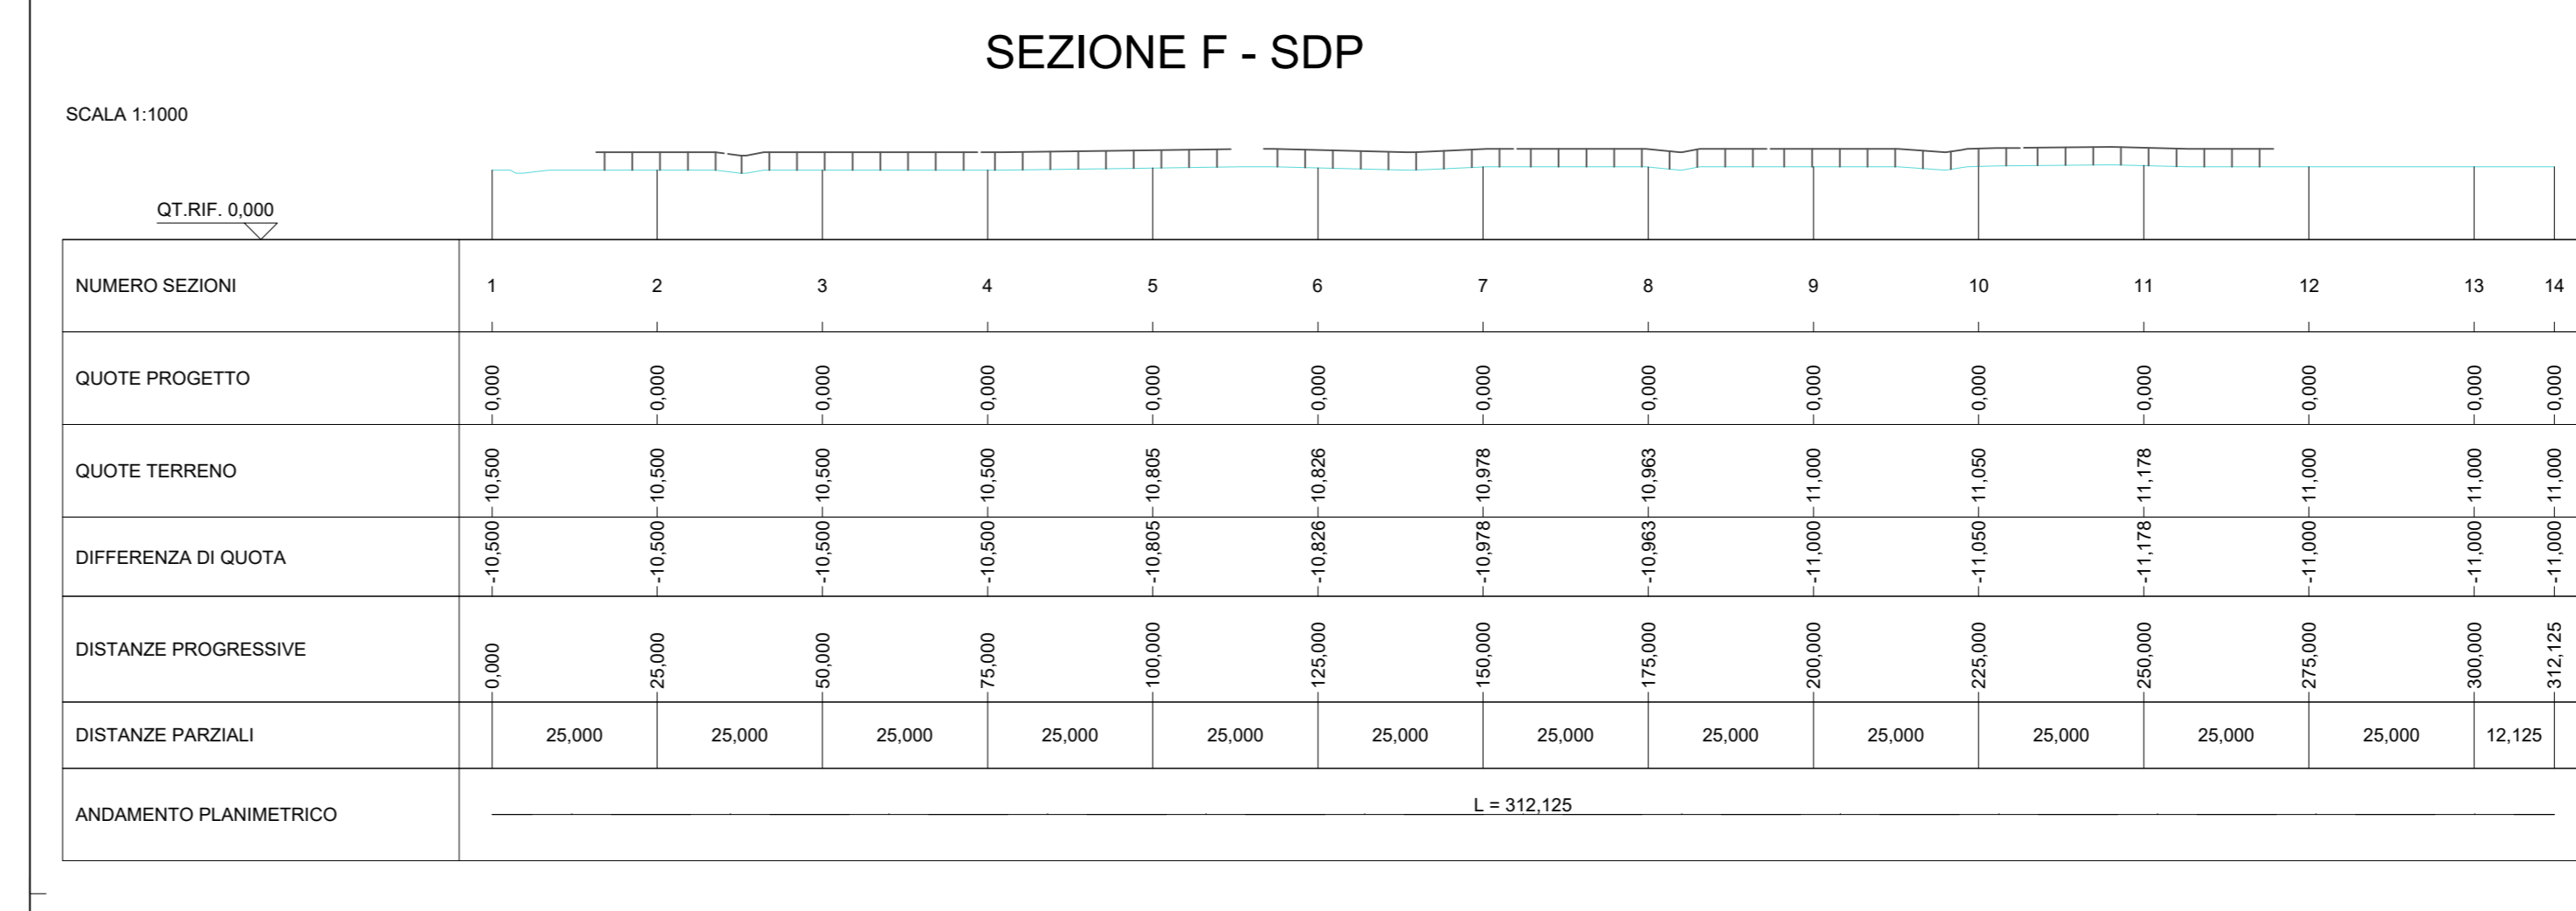 SEZIONE F - SDP
SCALA 1:1000
QT.RIF. 0,000
NUMERO SEZIONI 1 2 3 4 5 6 7 8 9 10 11 12 13 14
QUOTE PROGETTO 0,000 0,000 0,000 0,000 0,000 0,000 0,000 0,000 0,000 0,000 0,000 0,000 0,000 0,000
QUOTE TERRENO 10,500 10,500 10,500 10,500 10,805 10,826 10,978 10,963 11,000 11,050 11,178 11,000 11,000 11,000
DIFFERENZA DI QUOTA -10,500 -10,500 -10,500 -10,500 -10,805 -10,826 -10,978 -10,963 -11,000 -11,050 -11,178 -11,000 -11,000 -11,000
DISTANZE PROGRESSIVE 0,000 25,000 50,000 75,000 100,000 125,000 150,000 175,000 200,000 225,000 250,000 275,000 300,000 312,125
DISTANZE PARZIALI 25,000 25,000 25,000 25,000 25,000 25,000 25,000 25,000 25,000 25,000 25,000 25,000 12,125
ANDAMENTO PLANIMETRICO L = 312,125